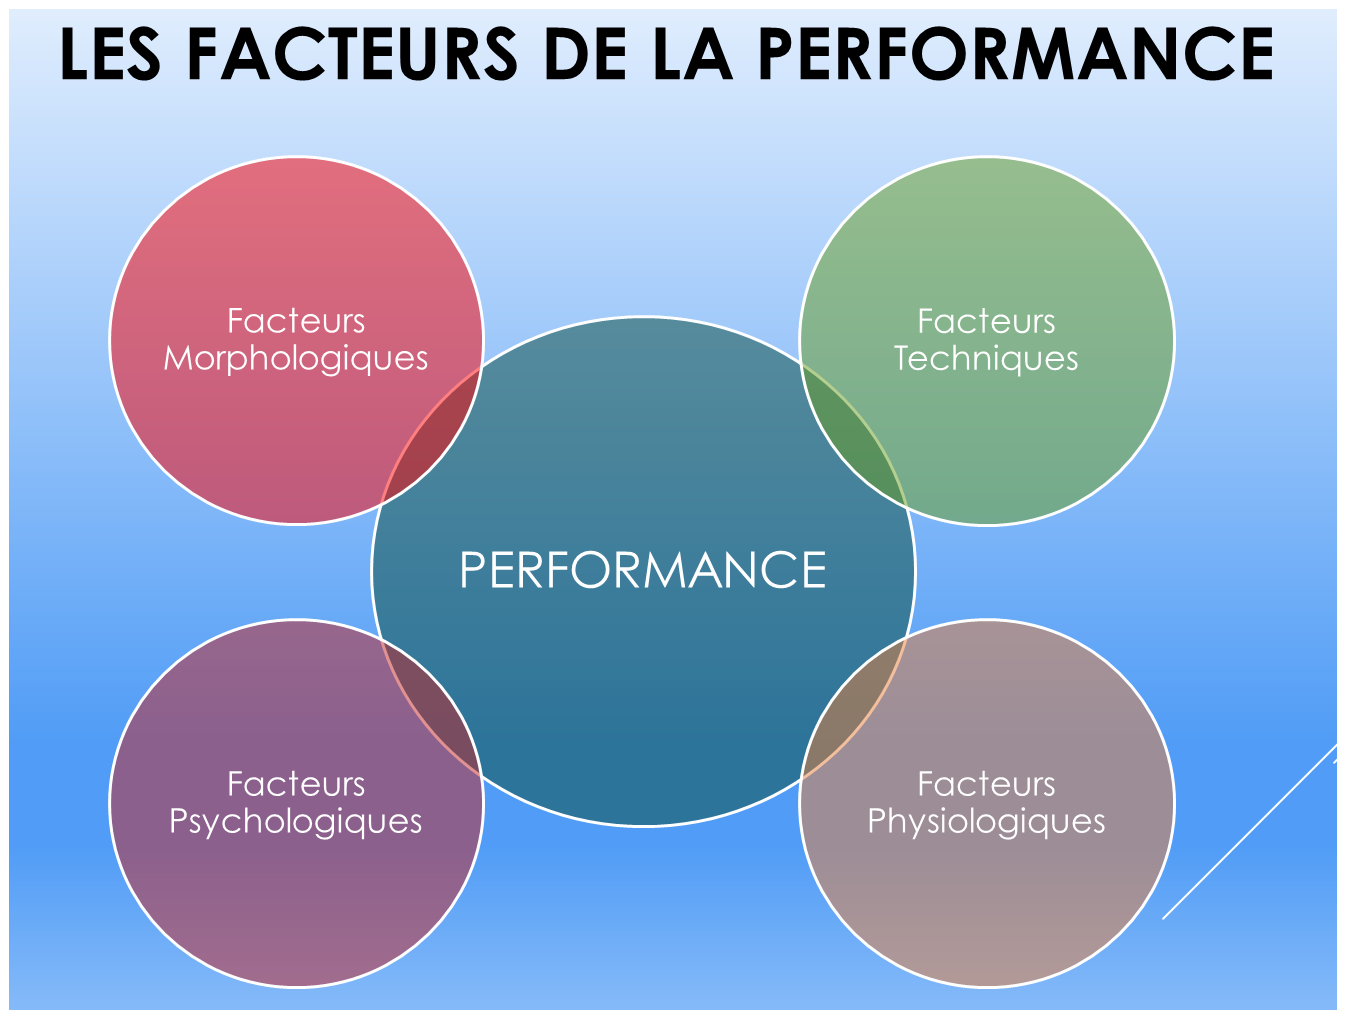 LES FACTEURS DE LA PERFORMANCE
Facteurs
Morphologiques
Facteurs
Techniques
PERFORMANCE
Facteurs
Psychologiques
Facteurs
Physiologiques